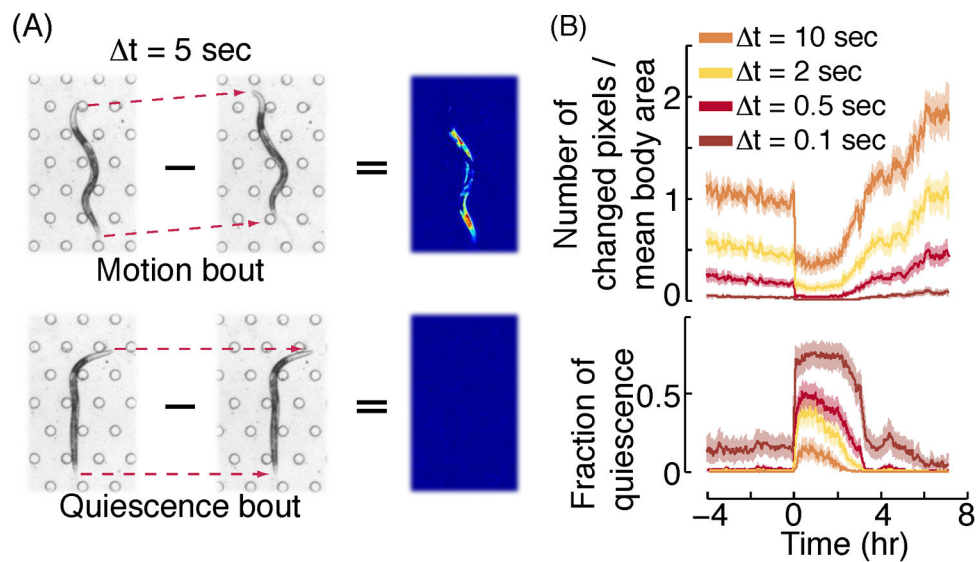 (A)
Δt = 5 sec
−
=
Motion bout
−
=
Quiescence bout
(B)
Δt = 10 sec
Δt = 2 sec
Δt = 0.5 sec
Δt = 0.1 sec
Number of
changed pixels /
mean body area
2
1
0
Fraction of
quiescence
0.5
0
−4
0
4
8
Time (hr)